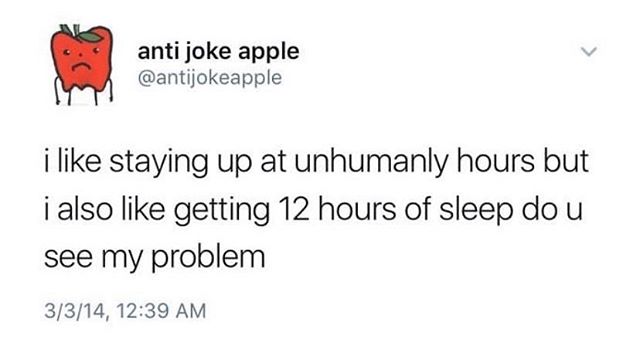 anti joke apple
@antijokeapple
i like staying up at unhumanly hours but
i also like getting 12 hours of sleep do u
see my problem
3/3/14, 12:39 AM